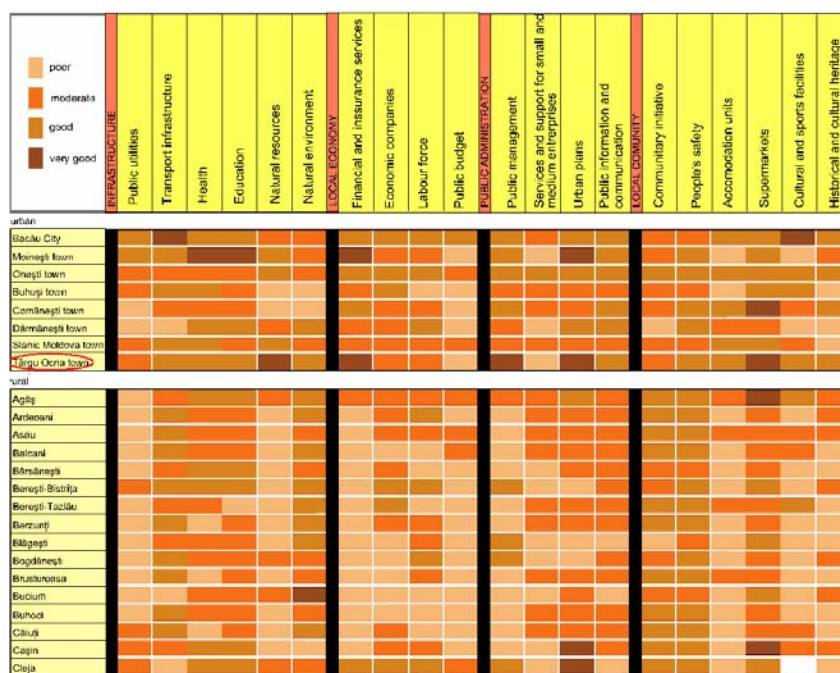 poor
moderate
good
very good
INFRASTRUCTURE
Public utilities
Transport infrastructure
Health
Education
Natural resources
Natural environment
LOCAL ECONOMY
Financial and inssurance services
Economic companies
Labour force
Public budget
PUBLIC ADMINISTRATION
Public management
Services and support for small and
medium enterprises
Urban plans
Public information and
communication
LOCAL COMUNITY
Communitary initiative
People's safety
Accomodation units
Supermarkets
Cultural and sports facilities
Historical and cultural heritage
urban
Bacău City
Moinești town
Onești town
Buhuși town
Comănești town
Dărmănești town
Slănic Moldova town
Târgu Ocna town
rural
Agăș
Ardeoani
Asău
Balcani
Bârsănești
Berești-Bistrița
Berești-Tazlău
Berzunți
Blăgești
Bogdănești
Brusturoasa
Bucium
Buhoci
Căiuți
Cașin
Cleja